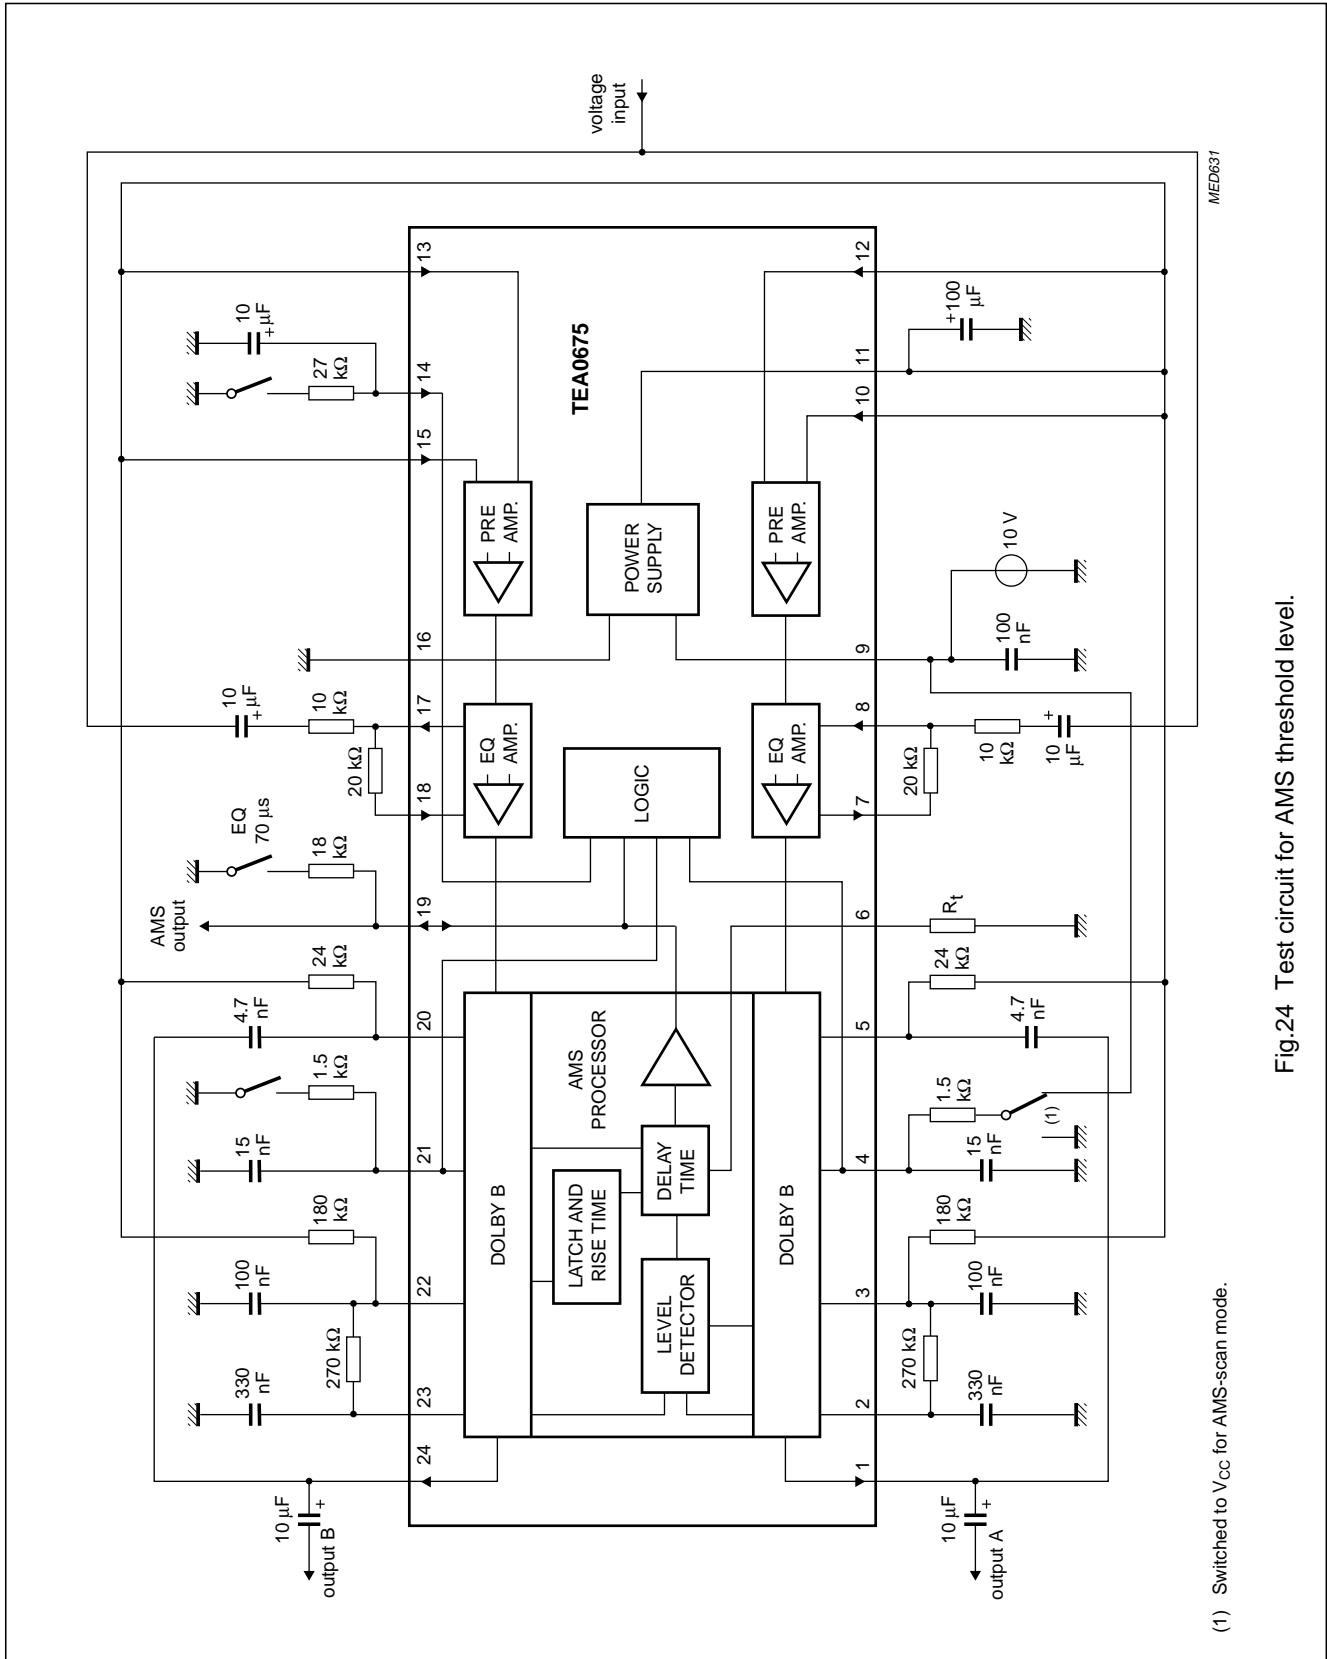 voltage
input
MED631
13
14
15
16
17
18
19
20
21
22
23
24
12
11
10
9
8
7
6
5
4
3
2
1
TEA0675
10
+
µF
27
kΩ
10
+
µF
10
kΩ
20 kΩ
EQ
70 µs
18
kΩ
AMS
output
24
kΩ
4.7
nF
1.5
kΩ
15
nF
180
kΩ
100
nF
270 kΩ
330
nF
10 µF
+
output B
PRE
AMP.
POWER
SUPPLY
PRE
AMP.
EQ
AMP.
LOGIC
EQ
AMP.
AMS
PROCESSOR
DOLBY B
DELAY
TIME
LATCH AND
RISE TIME
LEVEL
DETECTOR
DOLBY B
+100
µF
10 V
100
nF
10
kΩ
+
10
µF
20 kΩ
Rt
24
kΩ
4.7
nF
1.5
kΩ
(1)
15
nF
180
kΩ
100
nF
270 kΩ
330
nF
10 µF
+
output A
(1) Switched to VCC for AMS-scan mode.
Fig.24 Test circuit for AMS threshold level.